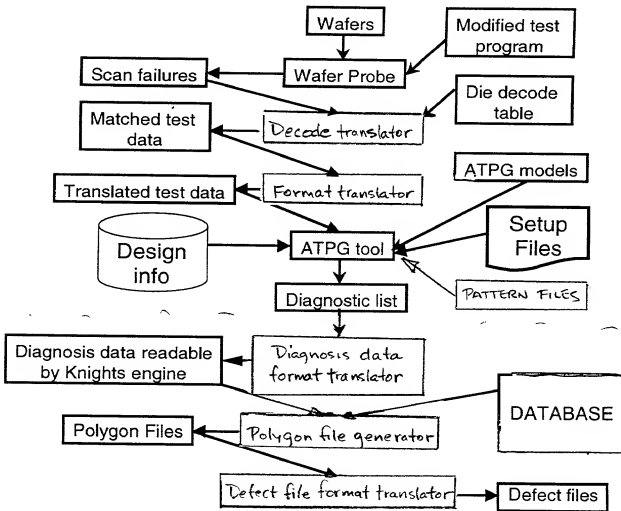 Wafers
Modified test
program
Scan failures
Wafer Probe
Die decode
table
Matched test
data
Decode translator
ATPG models
Translated test data
Format translator
Setup
Files
Design
info
ATPG tool
Diagnostic list
PATTERN FILES
Diagnosis data readable
by Knights engine
Diagnosis data
format translator
DATABASE
Polygon Files
Polygon file generator
Defect file format translator
Defect files